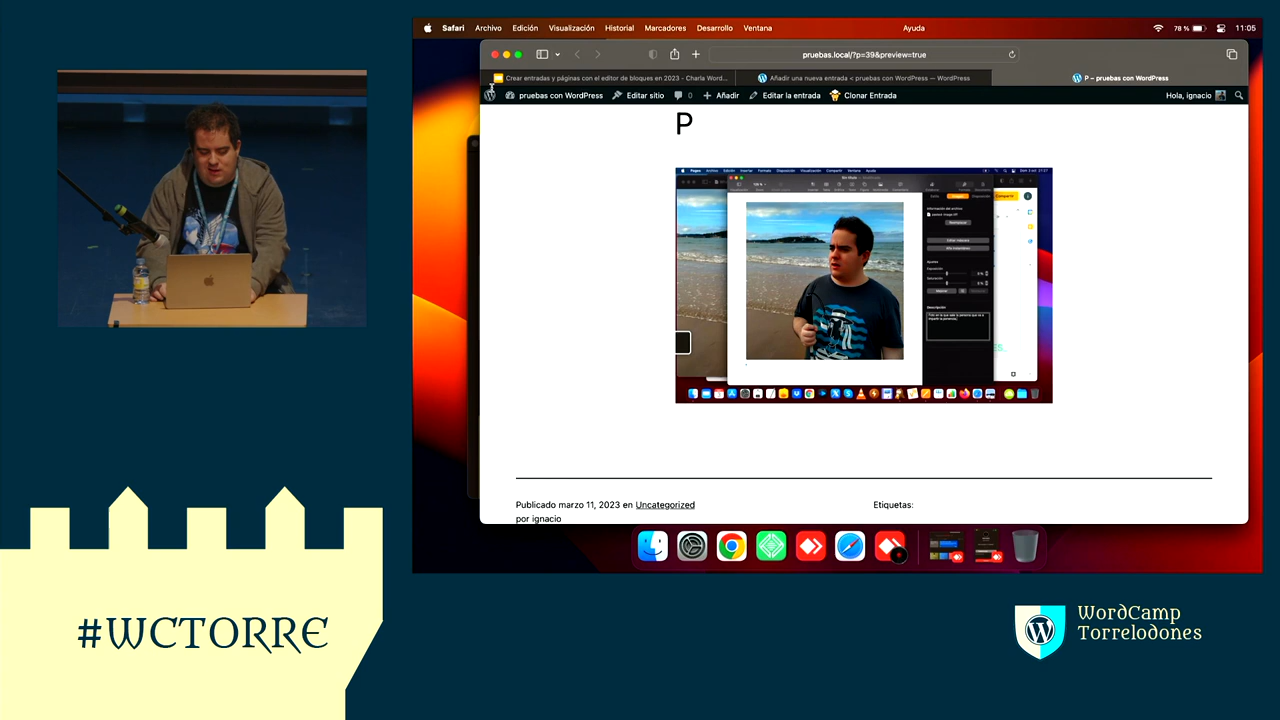 Safari Archivo Edición Visualización Historial Marcadores Desarrollo Ventana Ayuda 78 % 11:05
pruebas.local/?p=39&preview=true
Crear entradas y páginas con el editor de bloques en 2023 - Charla Word... Añadir una nueva entrada < pruebas con WordPress — WordPress P – pruebas con WordPress
pruebas con WordPress Editar sitio 0 Añadir Editar la entrada Clonar Entrada Hola, ignacio
P
Publicado marzo 11, 2023 en Uncategorized
por ignacio
Etiquetas:
#WCTORRE
WordCamp
Torrelodones